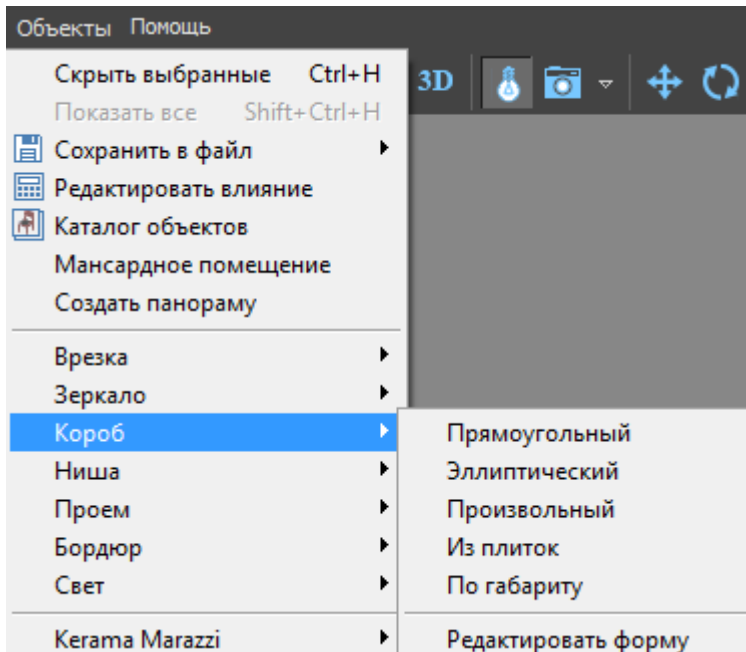 Объекты Помощь
Скрыть выбранные Ctrl+H
3D
Показать все Shift+Ctrl+H
Сохранить в файл
Редактировать влияние
Каталог объектов
Мансардное помещение
Создать панораму
Врезка
Зеркало
Короб
Ниша
Проем
Бордюр
Свет
Kerama Marazzi
Прямоугольный
Эллиптический
Произвольный
Из плиток
По габариту
Редактировать форму